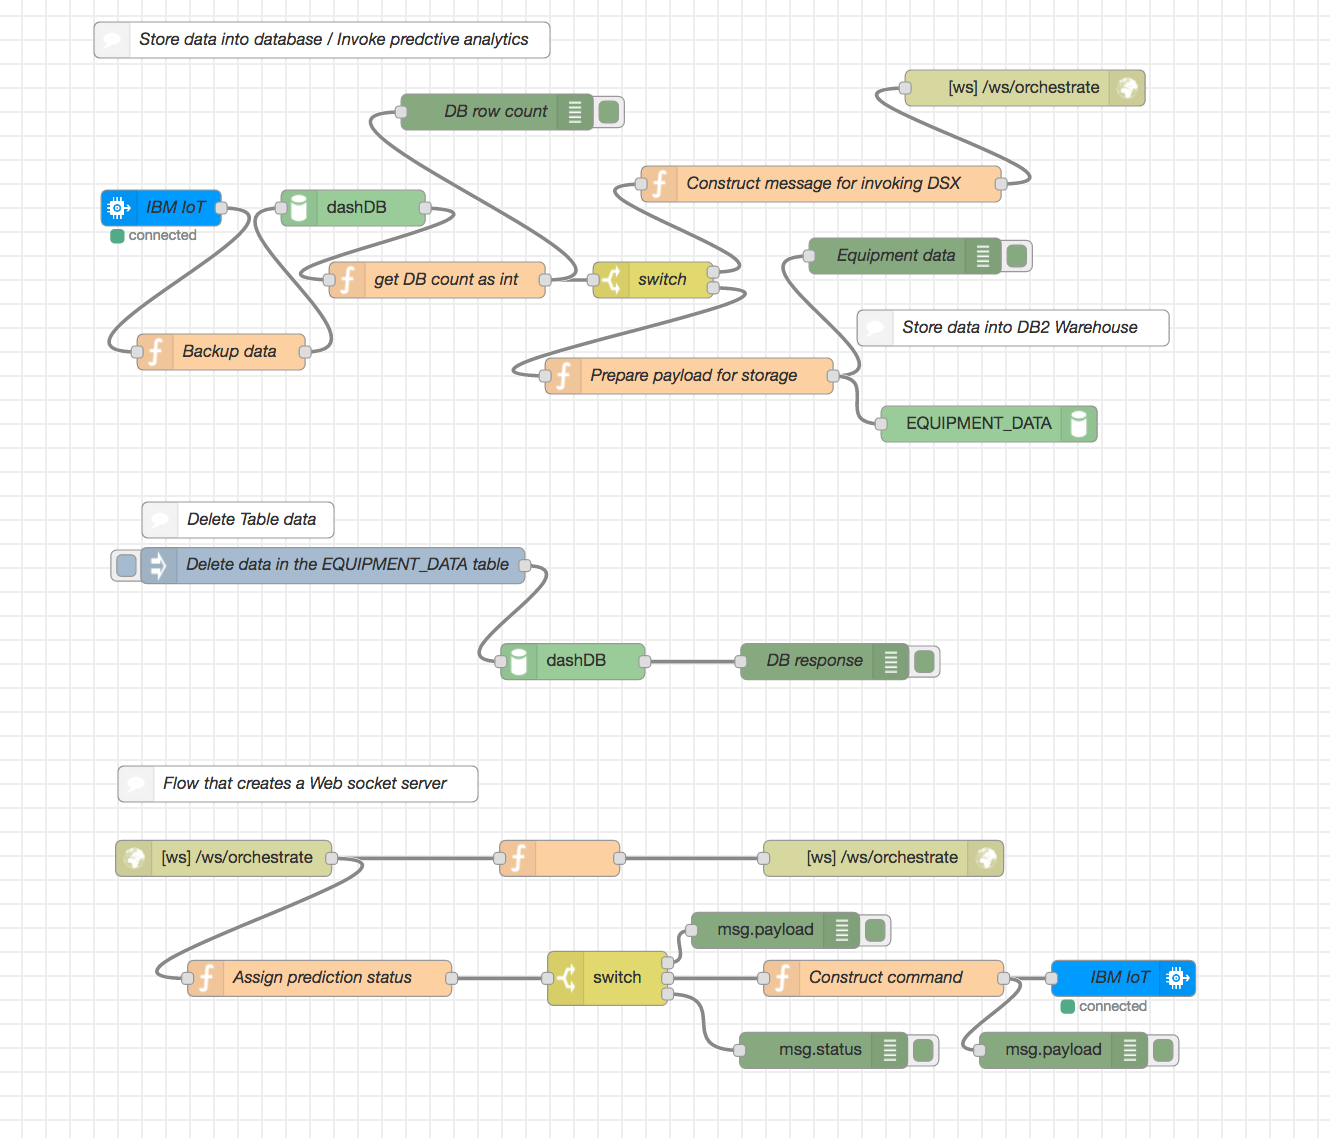 Store data into database / Invoke predctive analytics
DB row count
[ws] /ws/orchestrate
Construct message for invoking DSX
IBM IoT
connected
dashDB
get DB count as int
switch
Equipment data
Store data into DB2 Warehouse
Backup data
Prepare payload for storage
EQUIPMENT_DATA
Delete Table data
Delete data in the EQUIPMENT_DATA table
dashDB
DB response
Flow that creates a Web socket server
[ws] /ws/orchestrate
[ws] /ws/orchestrate
msg.payload
Assign prediction status
switch
Construct command
IBM IoT
connected
msg.status
msg.payload